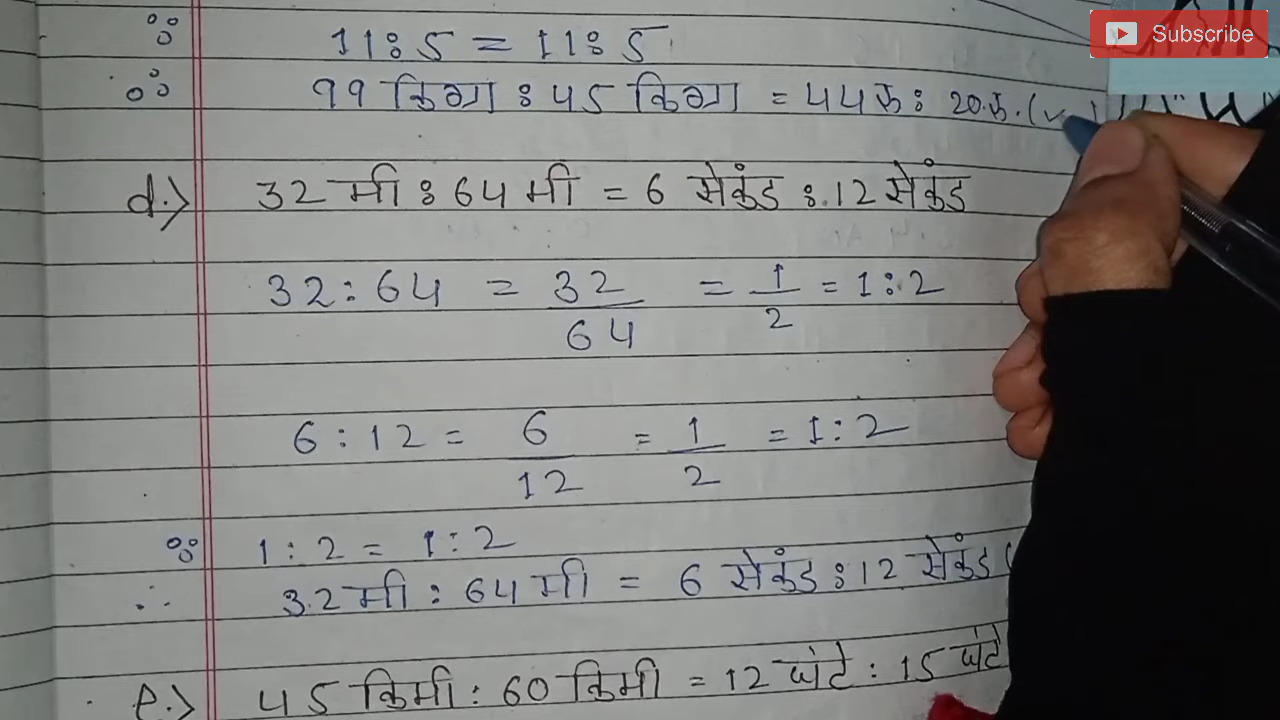 Subscribe
∵ 11:5 = 11:5
∴ 99 किग्रा : 45 किग्रा = 44 रु : 20 रु. (
d.) 32 मी : 64 मी = 6 सेकंड : 12 सेकंड
32 : 64 = 32/64 = 1/2 = 1:2
6 : 12 = 6/12 = 1/2 = 1:2
∵ 1 : 2 = 1 : 2
∴ 32 मी : 64 मी = 6 सेकंड : 12 सेकंड (
e.) 45 किमी : 60 किमी = 12 घंटे : 15 घंटे